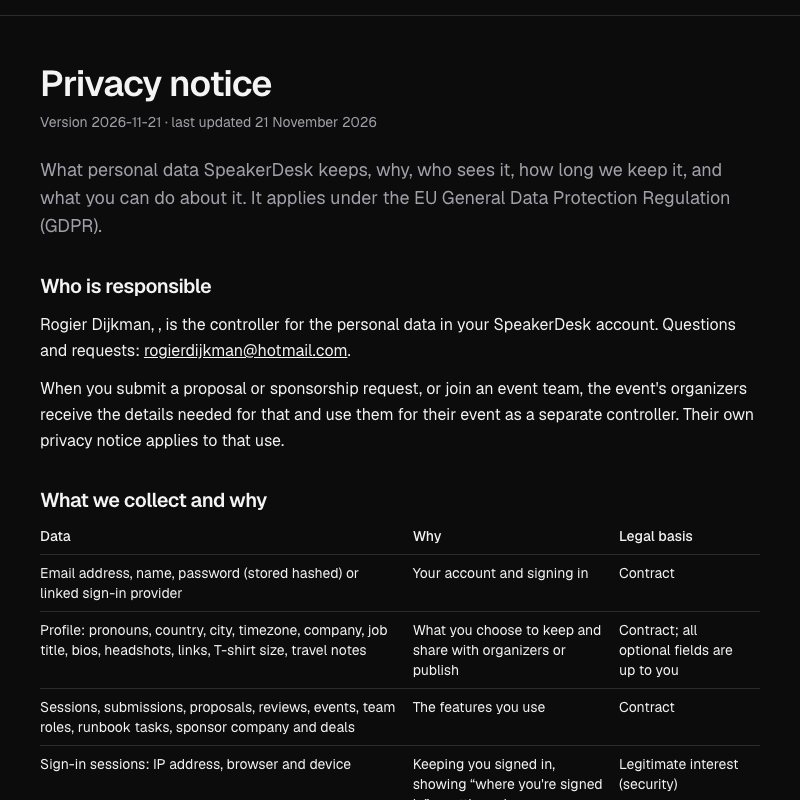 Privacy notice
Version 2026-11-21 · last updated 21 November 2026
What personal data SpeakerDesk keeps, why, who sees it, how long we keep it, and
what you can do about it. It applies under the EU General Data Protection Regulation
(GDPR).
Who is responsible
Rogier Dijkman, , is the controller for the personal data in your SpeakerDesk account. Questions
and requests: rogierdijkman@hotmail.com.
When you submit a proposal or sponsorship request, or join an event team, the event's organizers
receive the details needed for that and use them for their event as a separate controller. Their own
privacy notice applies to that use.
What we collect and why
Data Why Legal basis
Email address, name, password (stored hashed) or Your account and signing in Contract
linked sign-in provider
Profile: pronouns, country, city, timezone, company, job What you choose to keep and Contract; all
title, bios, headshots, links, T-shirt size, travel notes share with organizers or optional fields are
publish up to you
Sessions, submissions, proposals, reviews, events, team The features you use Contract
roles, runbook tasks, sponsor company and deals
Sign-in sessions: IP address, browser and device Keeping you signed in, Legitimate interest
showing “where you're signed (security)